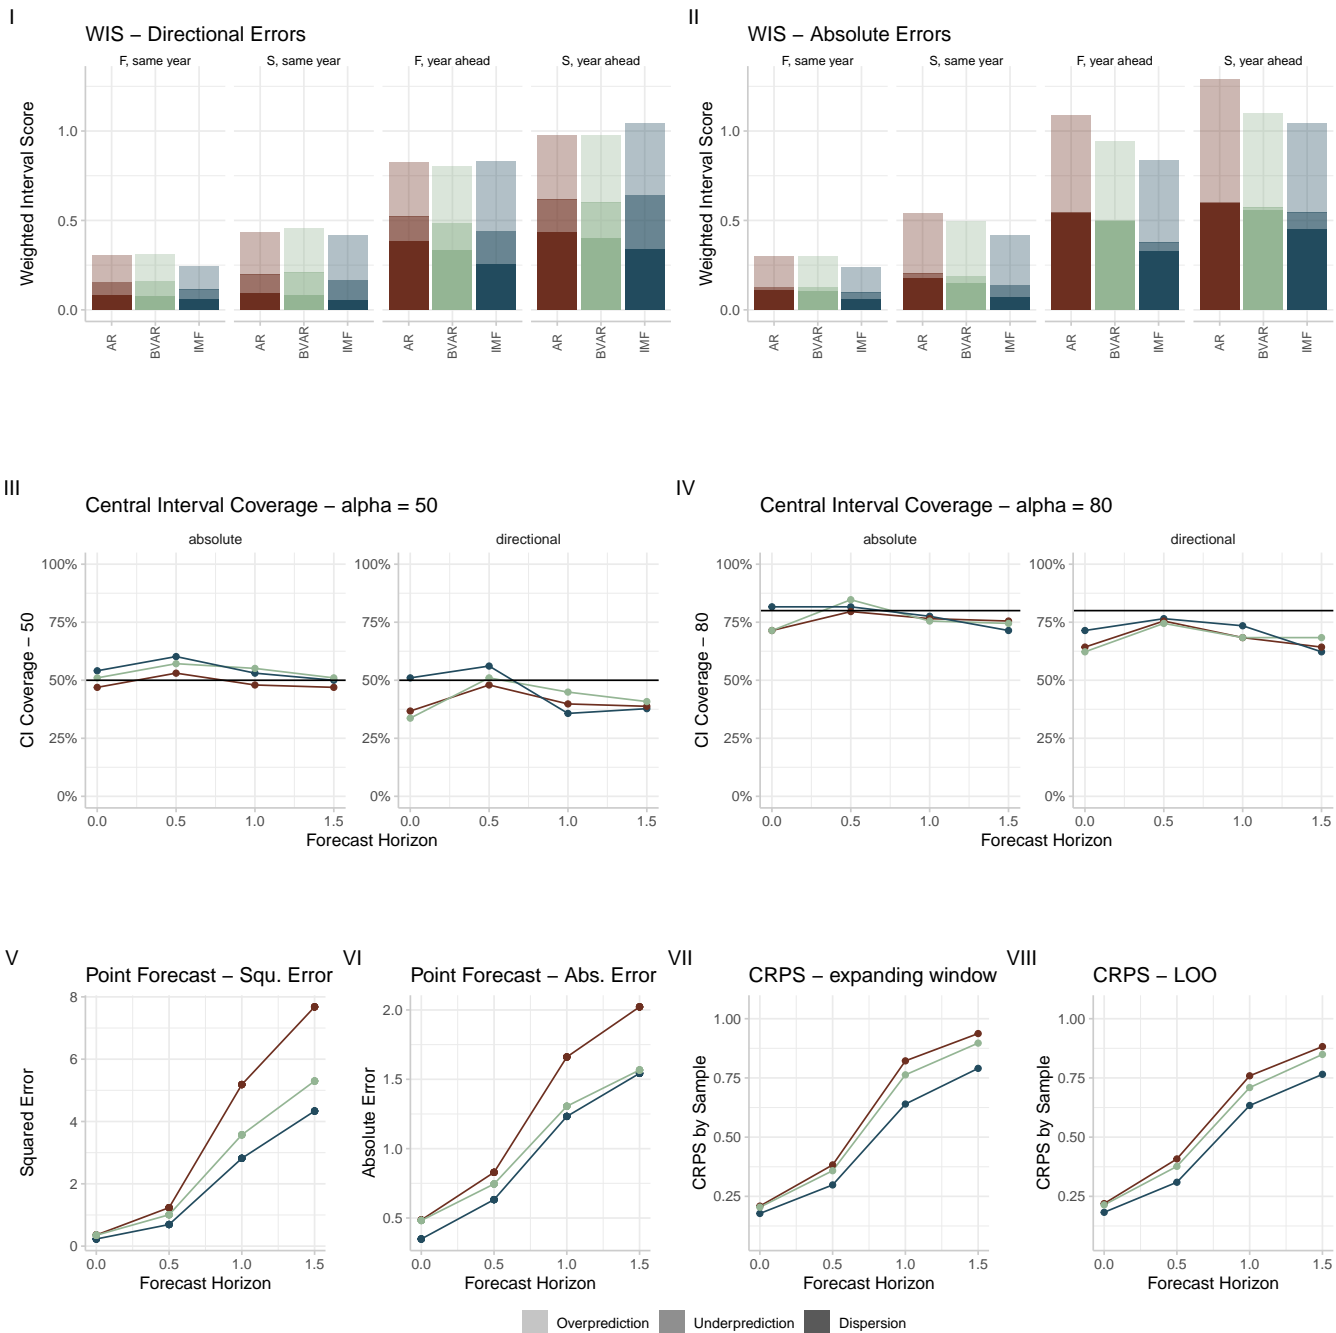 I
WIS – Directional Errors
F, same year
S, same year
F, year ahead
S, year ahead
Weighted Interval Score
1.0
0.5
0.0
AR
BVAR
IMF
AR
BVAR
IMF
AR
BVAR
IMF
AR
BVAR
IMF
II
WIS – Absolute Errors
F, same year
S, same year
F, year ahead
S, year ahead
Weighted Interval Score
1.0
0.5
0.0
AR
BVAR
IMF
AR
BVAR
IMF
AR
BVAR
IMF
AR
BVAR
IMF
III
Central Interval Coverage – alpha = 50
absolute
directional
CI Coverage – 50
100%
75%
50%
25%
0%
100%
75%
50%
25%
0%
0.0 0.5 1.0 1.5
0.0 0.5 1.0 1.5
Forecast Horizon
IV
Central Interval Coverage – alpha = 80
absolute
directional
CI Coverage – 80
100%
75%
50%
25%
0%
100%
75%
50%
25%
0%
0.0 0.5 1.0 1.5
0.0 0.5 1.0 1.5
Forecast Horizon
V
Point Forecast – Squ. Error
Squared Error
8
6
4
2
0
0.0 0.5 1.0 1.5
Forecast Horizon
VI
Point Forecast – Abs. Error
Absolute Error
2.0
1.5
1.0
0.5
0.0 0.5 1.0 1.5
Forecast Horizon
VII
CRPS – expanding window
CRPS by Sample
1.00
0.75
0.50
0.25
0.0 0.5 1.0 1.5
Forecast Horizon
VIII
CRPS – LOO
CRPS by Sample
1.00
0.75
0.50
0.25
0.0 0.5 1.0 1.5
Forecast Horizon
Overprediction Underprediction Dispersion